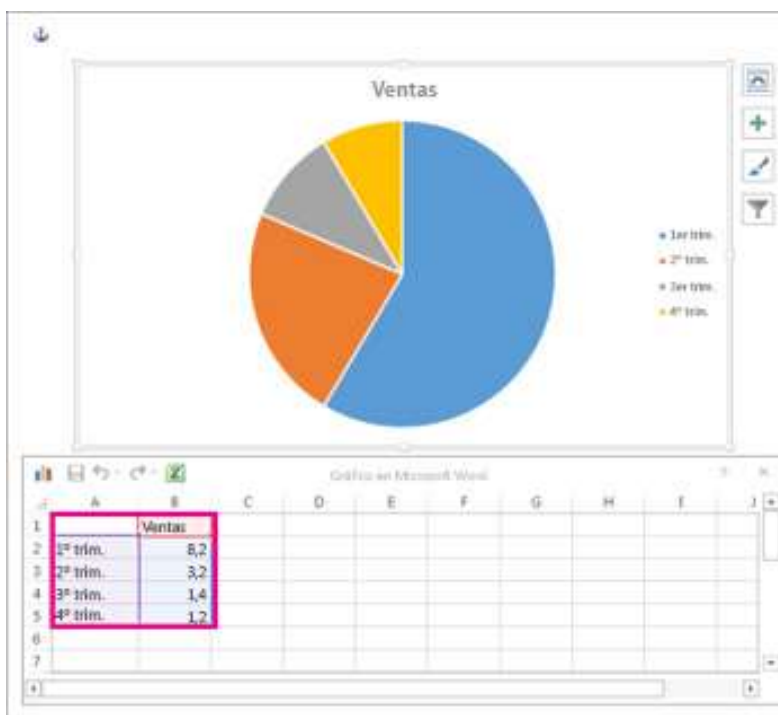 Ventas
1er trim.
2º trim.
3er trim.
4º trim.
Gráfico en Microsoft Word
? ×
A B C D E F G H I J
1 Ventas
2 1º trim. 8,2
3 2º trim. 3,2
4 3º trim. 1,4
5 4º trim. 1,2
6
7